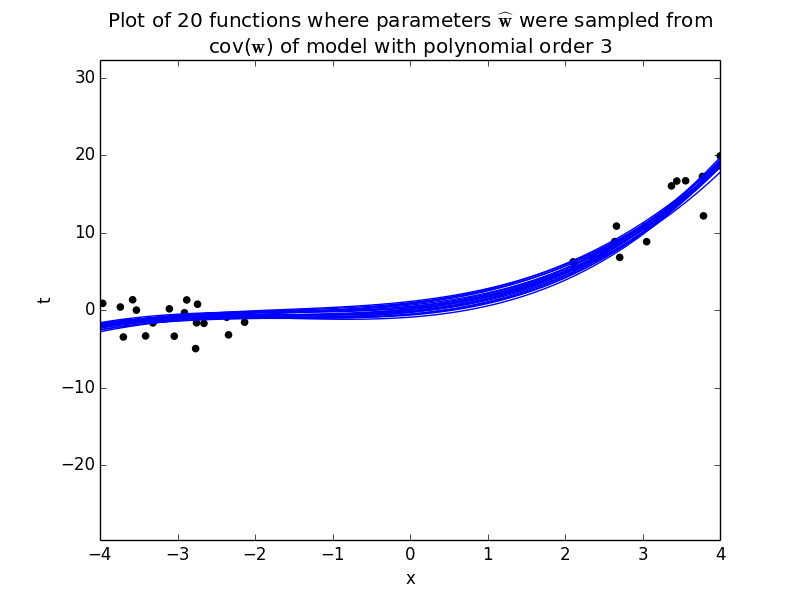 Plot of 20 functions where parameters ŵ were sampled from
cov(w) of model with polynomial order 3
30
20
10
0
−10
−20
t
−4 −3 −2 −1 0 1 2 3 4
x